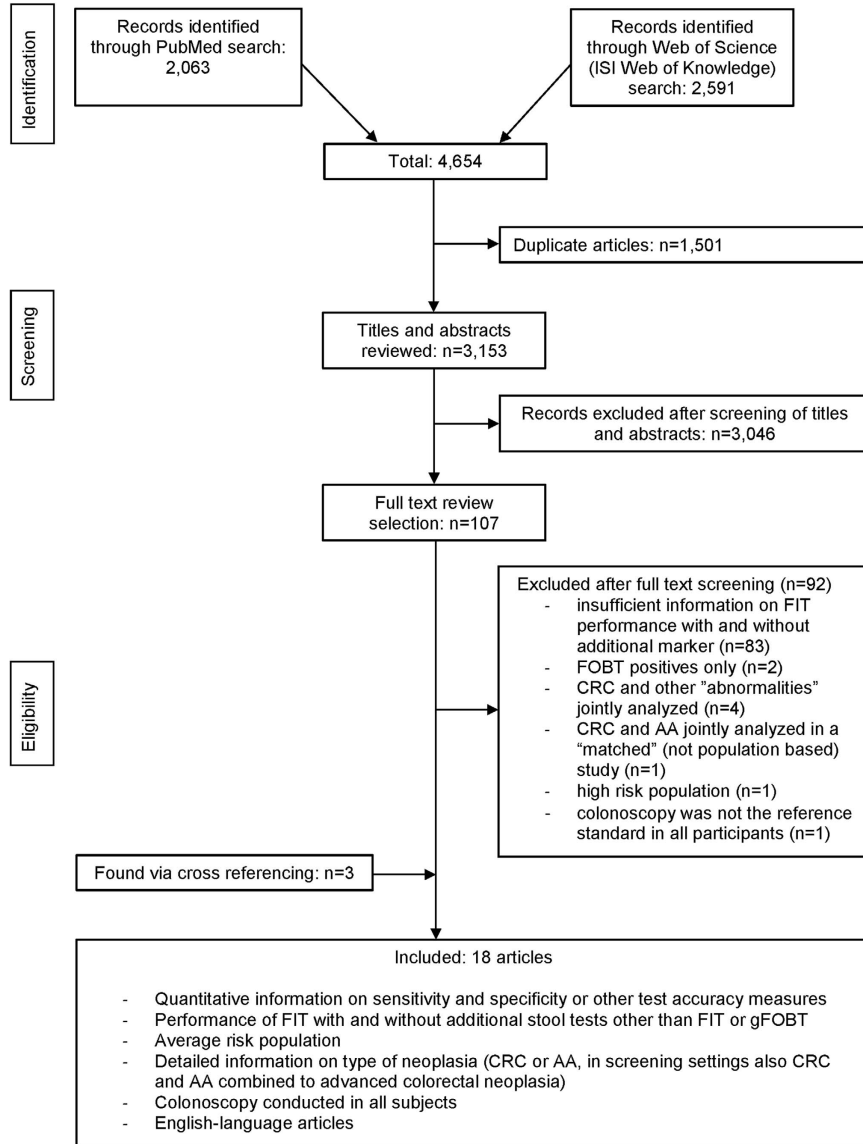 Identification
Records identified
through PubMed search:
2,063
Records identified
through Web of Science
(ISI Web of Knowledge)
search: 2,591
Total: 4,654
Duplicate articles: n=1,501
Screening
Titles and abstracts
reviewed: n=3,153
Records excluded after screening of titles
and abstracts: n=3,046
Full text review
selection: n=107
Eligibility
Excluded after full text screening (n=92)
- insufficient information on FIT
performance with and without
additional marker (n=83)
- FOBT positives only (n=2)
- CRC and other ”abnormalities”
jointly analyzed (n=4)
- CRC and AA jointly analyzed in a
“matched” (not population based)
study (n=1)
- high risk population (n=1)
- colonoscopy was not the reference
standard in all participants (n=1)
Found via cross referencing: n=3
Included: 18 articles
- Quantitative information on sensitivity and specificity or other test accuracy measures
- Performance of FIT with and without additional stool tests other than FIT or gFOBT
- Average risk population
- Detailed information on type of neoplasia (CRC or AA, in screening settings also CRC
and AA combined to advanced colorectal neoplasia)
- Colonoscopy conducted in all subjects
- English-language articles